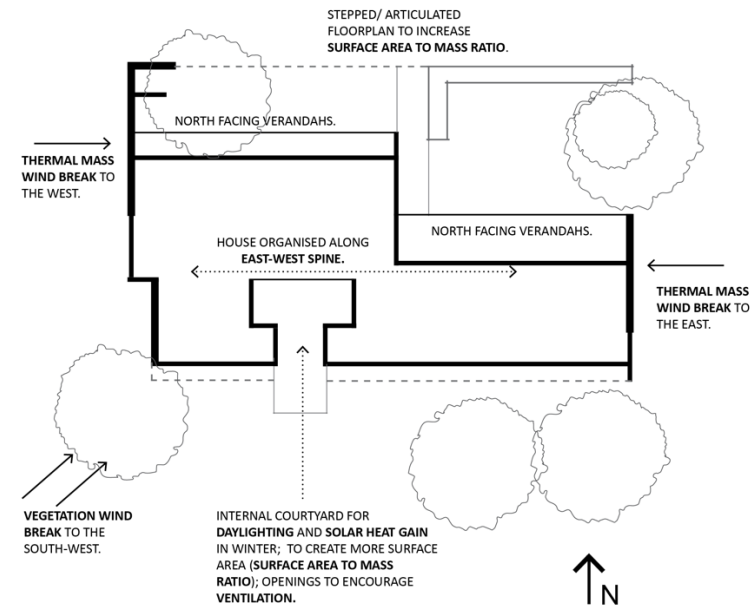 STEPPED/ ARTICULATED
FLOORPLAN TO INCREASE
SURFACE AREA TO MASS RATIO.
NORTH FACING VERANDAHS.
THERMAL MASS
WIND BREAK TO
THE WEST.
HOUSE ORGANISED ALONG
EAST-WEST SPINE.
NORTH FACING VERANDAHS.
THERMAL MASS
WIND BREAK TO
THE EAST.
VEGETATION WIND
BREAK TO THE
SOUTH-WEST.
INTERNAL COURTYARD FOR
DAYLIGHTING AND SOLAR HEAT GAIN
IN WINTER; TO CREATE MORE SURFACE
AREA (SURFACE AREA TO MASS
RATIO); OPENINGS TO ENCOURAGE
VENTILATION.
N